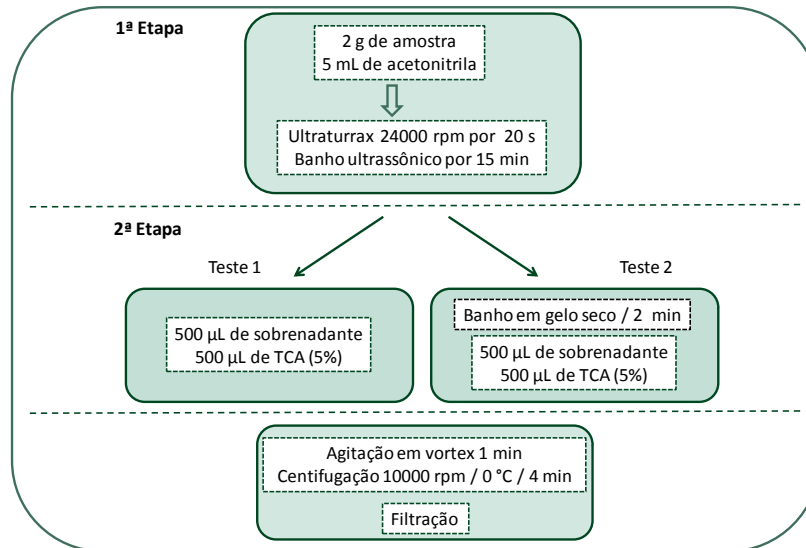 1ª Etapa
2 g de amostra
5 mL de acetonitrila
Ultraturrax 24000 rpm por 20 s
Banho ultrassônico por 15 min
2ª Etapa
Teste 1
Teste 2
500 µL de sobrenadante
500 µL de TCA (5%)
Banho em gelo seco / 2 min
500 µL de sobrenadante
500 µL de TCA (5%)
Agitação em vortex 1 min
Centifugação 10000 rpm / 0 °C / 4 min
Filtração